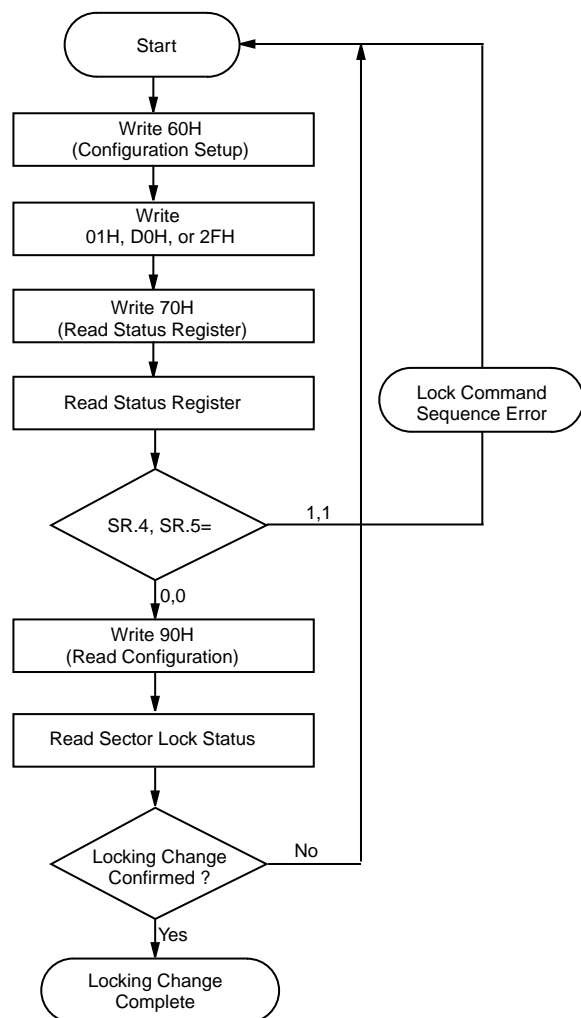 Start
Write 60H
(Configuration Setup)
Write
01H, D0H, or 2FH
Write 70H
(Read Status Register)
Read Status Register
Lock Command
Sequence Error
SR.4, SR.5=
1,1
0,0
Write 90H
(Read Configuration)
Read Sector Lock Status
Locking Change
Confirmed ?
No
Yes
Locking Change
Complete